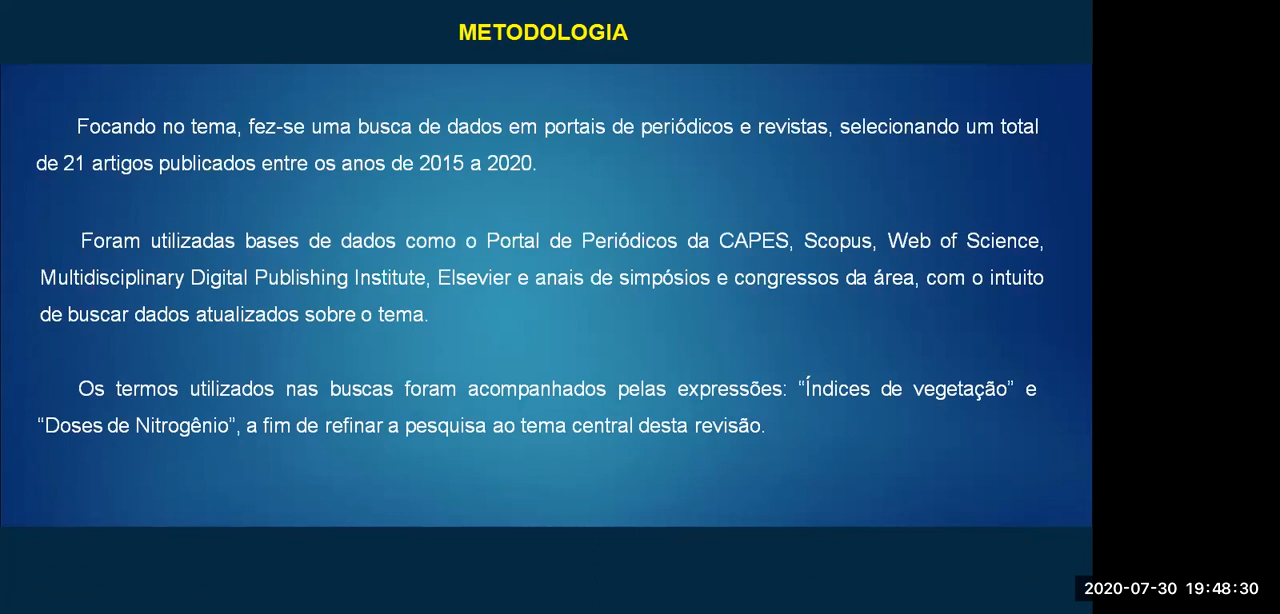 METODOLOGIA
Focando no tema, fez-se uma busca de dados em portais de periódicos e revistas, selecionando um total
de 21 artigos publicados entre os anos de 2015 a 2020.
Foram utilizadas bases de dados como o Portal de Periódicos da CAPES, Scopus, Web of Science,
Multidisciplinary Digital Publishing Institute, Elsevier e anais de simpósios e congressos da área, com o intuito
de buscar dados atualizados sobre o tema.
Os termos utilizados nas buscas foram acompanhados pelas expressões: “Índices de vegetação” e
“Doses de Nitrogênio”, a fim de refinar a pesquisa ao tema central desta revisão.
2020-07-30 19:48:30